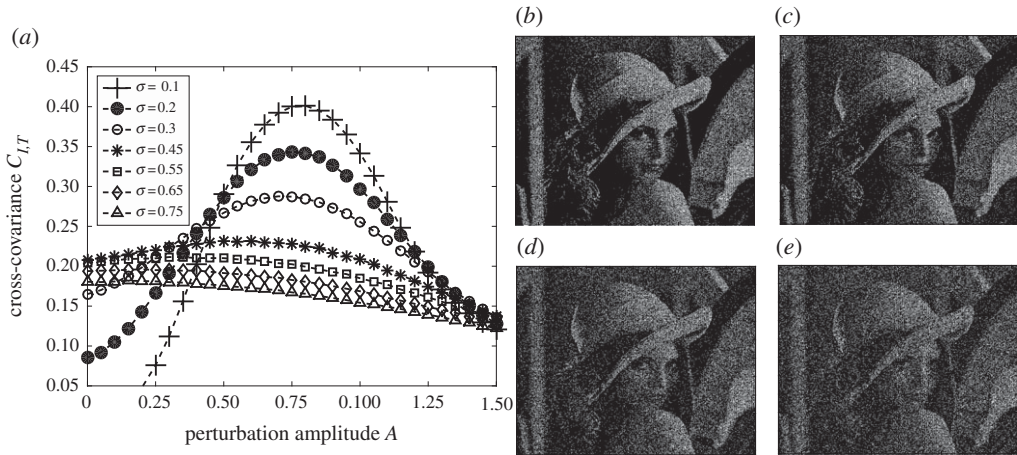 (a)
cross-covariance C_{I,T}
0.45
0.40
0.35
0.30
0.25
0.20
0.15
0.10
0.05
σ = 0.1
σ = 0.2
σ = 0.3
σ = 0.45
σ = 0.55
σ = 0.65
σ = 0.75
0 0.25 0.50 0.75 0.100 1.25 1.50
perturbation amplitude A
(b)
(c)
(d)
(e)